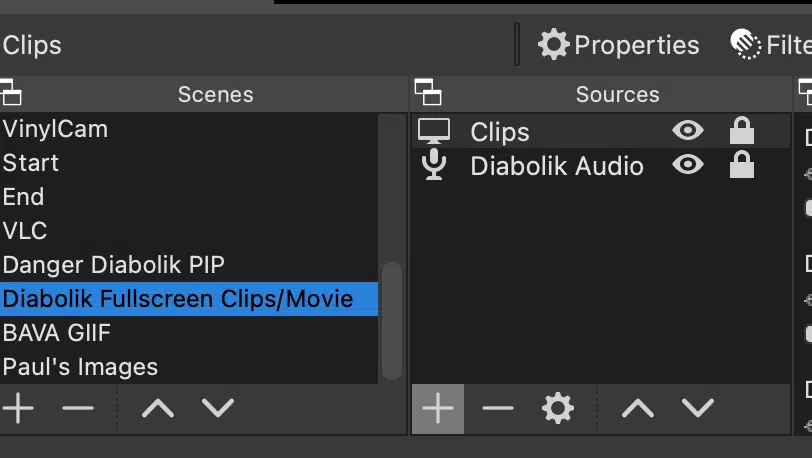 Clips
Properties
Filte
Scenes
Sources
VinylCam
Start
End
VLC
Danger Diabolik PIP
Diabolik Fullscreen Clips/Movie
BAVA GIIF
Paul's Images
Clips
Diabolik Audio